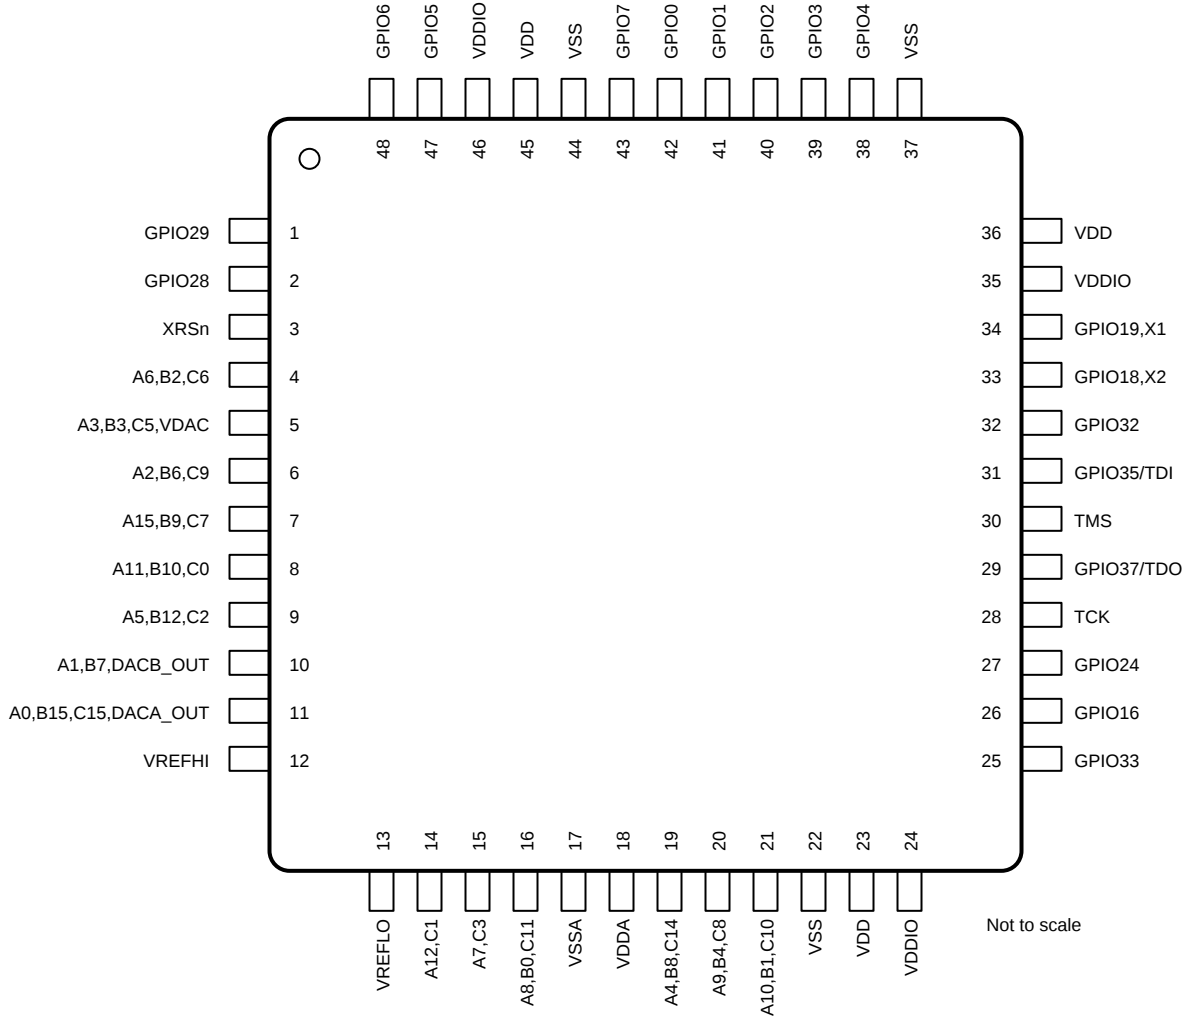 GPIO6
GPIO5
VDDIO
VDD
VSS
GPIO7
GPIO0
GPIO1
GPIO2
GPIO3
GPIO4
VSS
48
47
46
45
44
43
42
41
40
39
38
37
GPIO29 1 36 VDD
GPIO28 2 35 VDDIO
XRSn 3 34 GPIO19,X1
A6,B2,C6 4 33 GPIO18,X2
A3,B3,C5,VDAC 5 32 GPIO32
A2,B6,C9 6 31 GPIO35/TDI
A15,B9,C7 7 30 TMS
A11,B10,C0 8 29 GPIO37/TDO
A5,B12,C2 9 28 TCK
A1,B7,DACB_OUT 10 27 GPIO24
A0,B15,C15,DACA_OUT 11 26 GPIO16
VREFHI 12 25 GPIO33
13
14
15
16
17
18
19
20
21
22
23
24
VREFLO
A12,C1
A7,C3
A8,B0,C11
VSSA
VDDA
A4,B8,C14
A9,B4,C8
A10,B1,C10
VSS
VDD
VDDIO
Not to scale